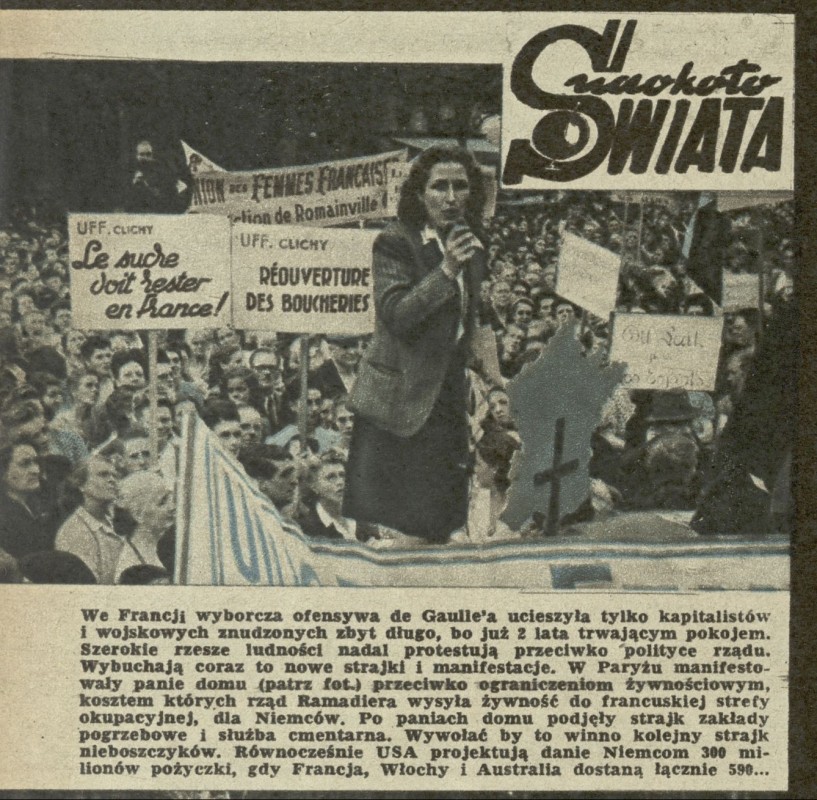 Naokoło
ŚWIATA
UNION DES FEMMES FRANÇAISES
Section de Romainville
UFF. CLICHY
Le sucre
doit rester
en france!
UFF. CLICHY
RÉOUVERTURE
DES BOUCHERIES
We Francji wyborcza ofensywa de Gaulle'a ucieszyła tylko kapitalistów
i wojskowych znudzonych zbyt długo, bo już 2 lata trwającym pokojem.
Szerokie rzesze ludności nadal protestują przeciwko polityce rządu.
Wybuchają coraz to nowe strajki i manifestacje. W Paryżu manifesto-
wały panie domu (patrz fot.) przeciwko ograniczeniom żywnościowym,
kosztem których rząd Ramadiera wysyła żywność do francuskiej strefy
okupacyjnej, dla Niemców. Po paniach domu podjęły strajk zakłady
pogrzebowe i służba cmentarna. Wywołać by to winno kolejny strajk
nieboszczyków. Równocześnie USA projektują danie Niemcom 300 mi-
lionów pożyczki, gdy Francja, Włochy i Australia dostaną łącznie 590...